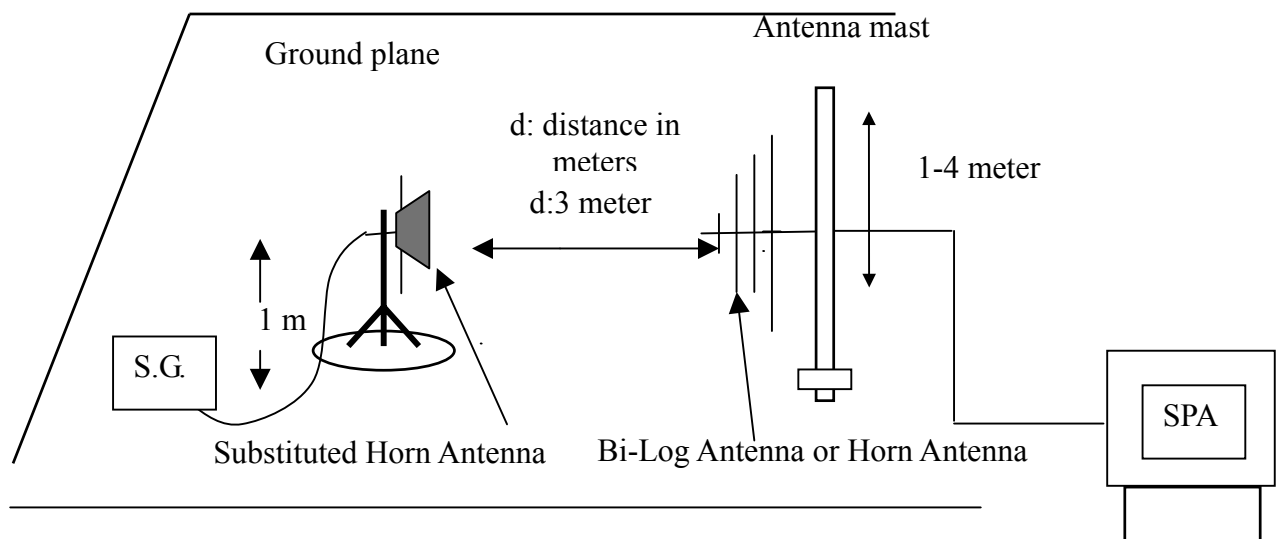 Antenna mast
Ground plane
d: distance in
meters
d:3 meter
1-4 meter
1 m
S.G.
SPA
Substituted Horn Antenna
Bi-Log Antenna or Horn Antenna